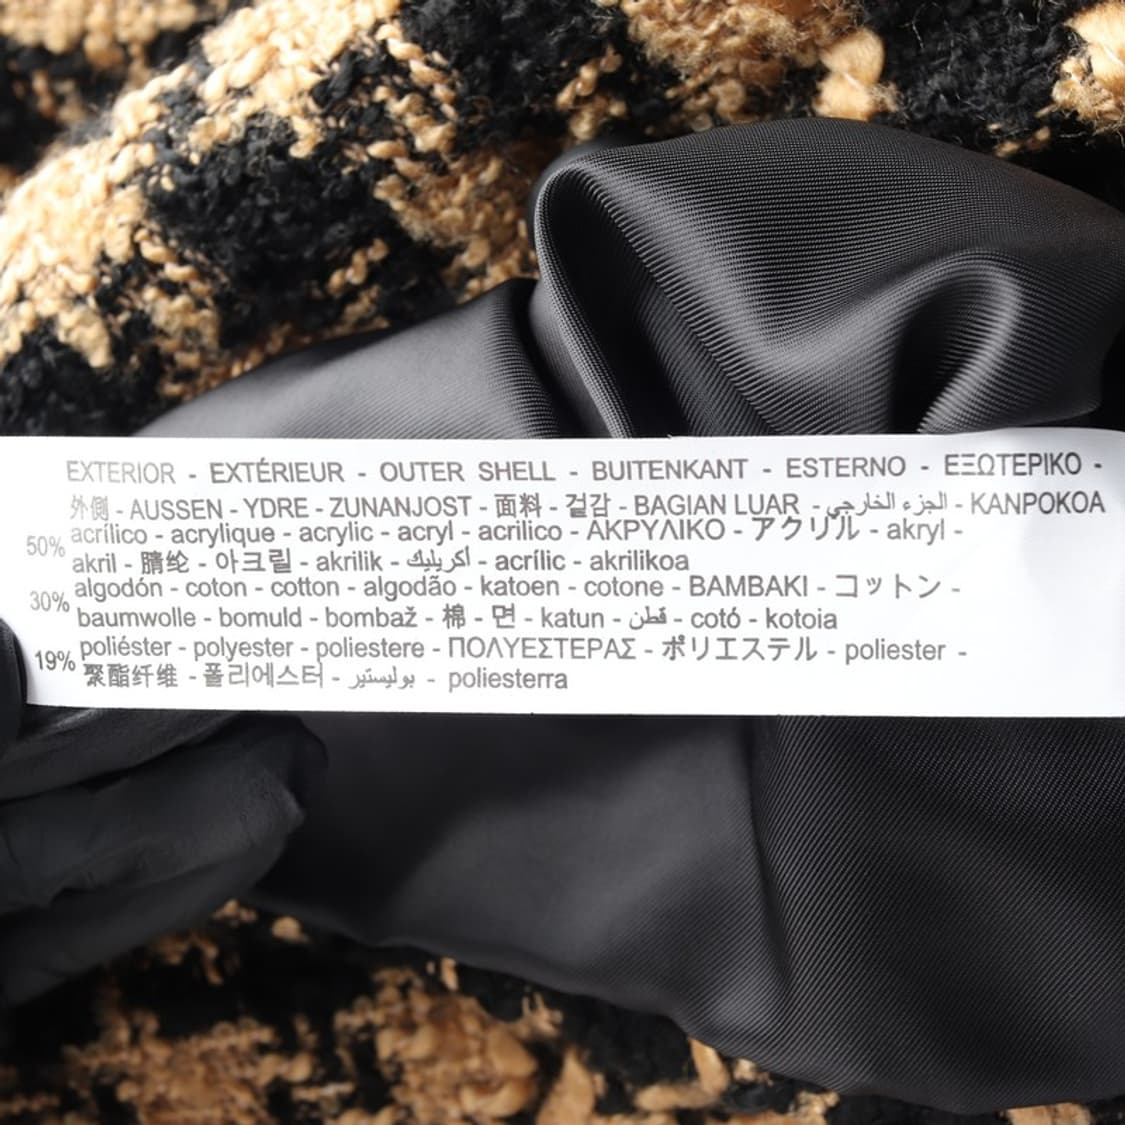 EXTERIOR - EXTÉRIEUR - OUTER SHELL - BUITENKANT - ESTERNO - ΕΞΩΤΕΡΙΚΟ -
外側 - AUSSEN - YDRE - ZUNANJOST - 面料 - 겉감 - BAGIAN LUAR - الجزء الخارجي - KANPOKOA
50% acrílico - acrylique - acrylic - acryl - acrilico - ΑΚΡΥΛΙΚΟ - アクリル - akryl -
akril - 腈纶 - 아크릴 - akrilik - أكريليك - acrílic - akrilikoa
30% algodón - coton - cotton - algodão - katoen - cotone - ΒΑΜΒΑΚΙ - コットン -
baumwolle - bomuld - bombaž - 棉 - 면 - katun - قطن - cotó - kotoia
19% poliéster - polyester - poliestere - ΠΟΛΥΕΣΤΕΡΑΣ - ポリエステル - poliester -
聚酯纤维 - 폴리에스터 - بوليستير - poliesterra